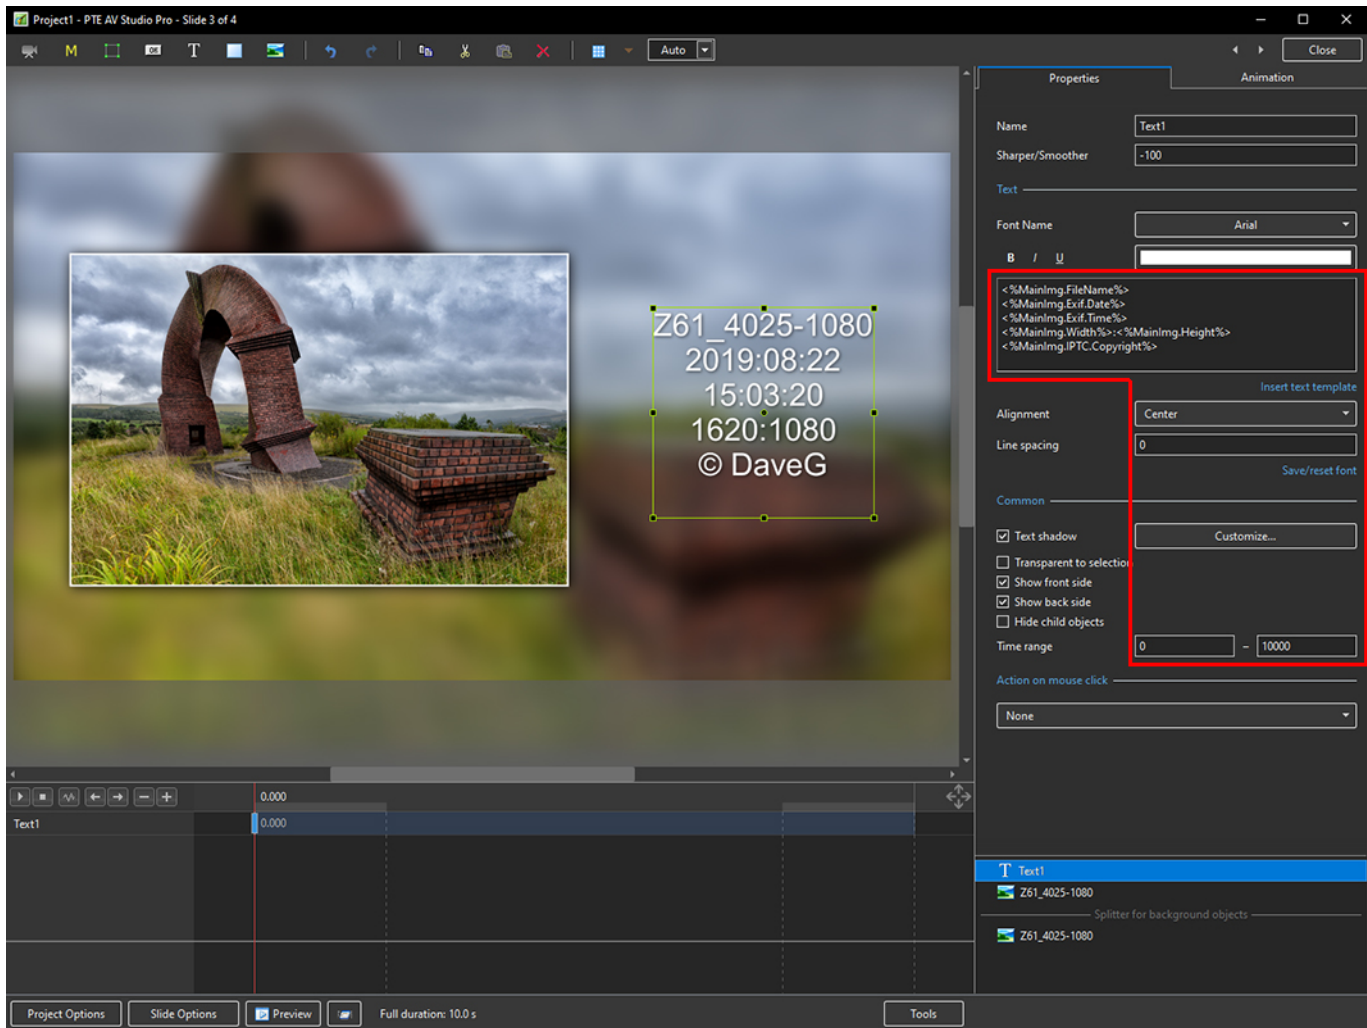 Project1 - PTE AV Studio Pro - Slide 3 of 4
M OK T Auto Close
Properties Animation
Name Text1
Sharper/Smoother -100
Text
Font Name Arial
B I U
<%MainImg.FileName%>
<%MainImg.Exif.Date%>
<%MainImg.Exif.Time%>
<%MainImg.Width%>:<%MainImg.Height%>
<%MainImg.IPTC.Copyright%>
Insert text template
Alignment Center
Line spacing 0
Save/reset font
Common
Text shadow Customize...
Transparent to selection
Show front side
Show back side
Hide child objects
Time range 0 – 10000
Action on mouse click
None
Z61_4025-1080
2019:08:22
15:03:20
1620:1080
© DaveG
0.000
Text1 0.000
T Text1
Z61_4025-1080
Splitter for background objects
Z61_4025-1080
Project Options Slide Options Preview Full duration: 10.0 s Tools